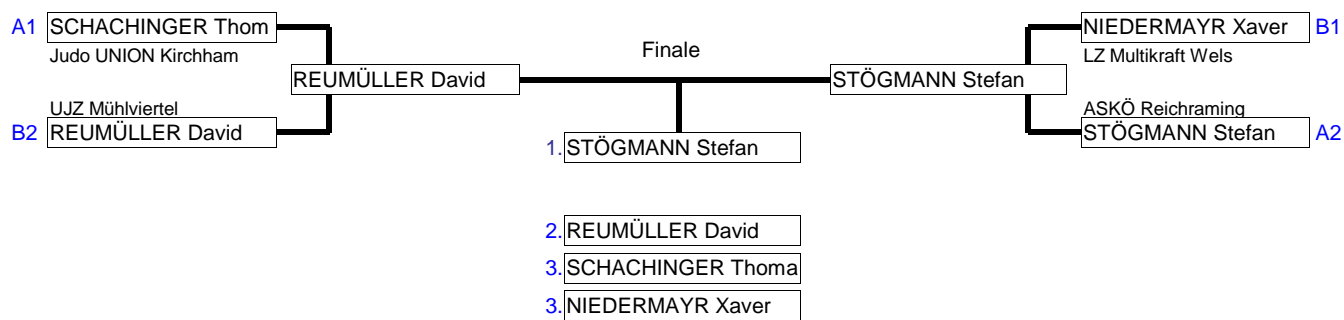 A1 SCHACHINGER Thom
Judo UNION Kirchham
NIEDERMAYR Xaver B1
LZ Multikraft Wels
Finale
REUMÜLLER David
STÖGMANN Stefan
UJZ Mühlviertel
B2 REUMÜLLER David
ASKÖ Reichraming
STÖGMANN Stefan A2
1. STÖGMANN Stefan
2. REUMÜLLER David
3. SCHACHINGER Thoma
3. NIEDERMAYR Xaver